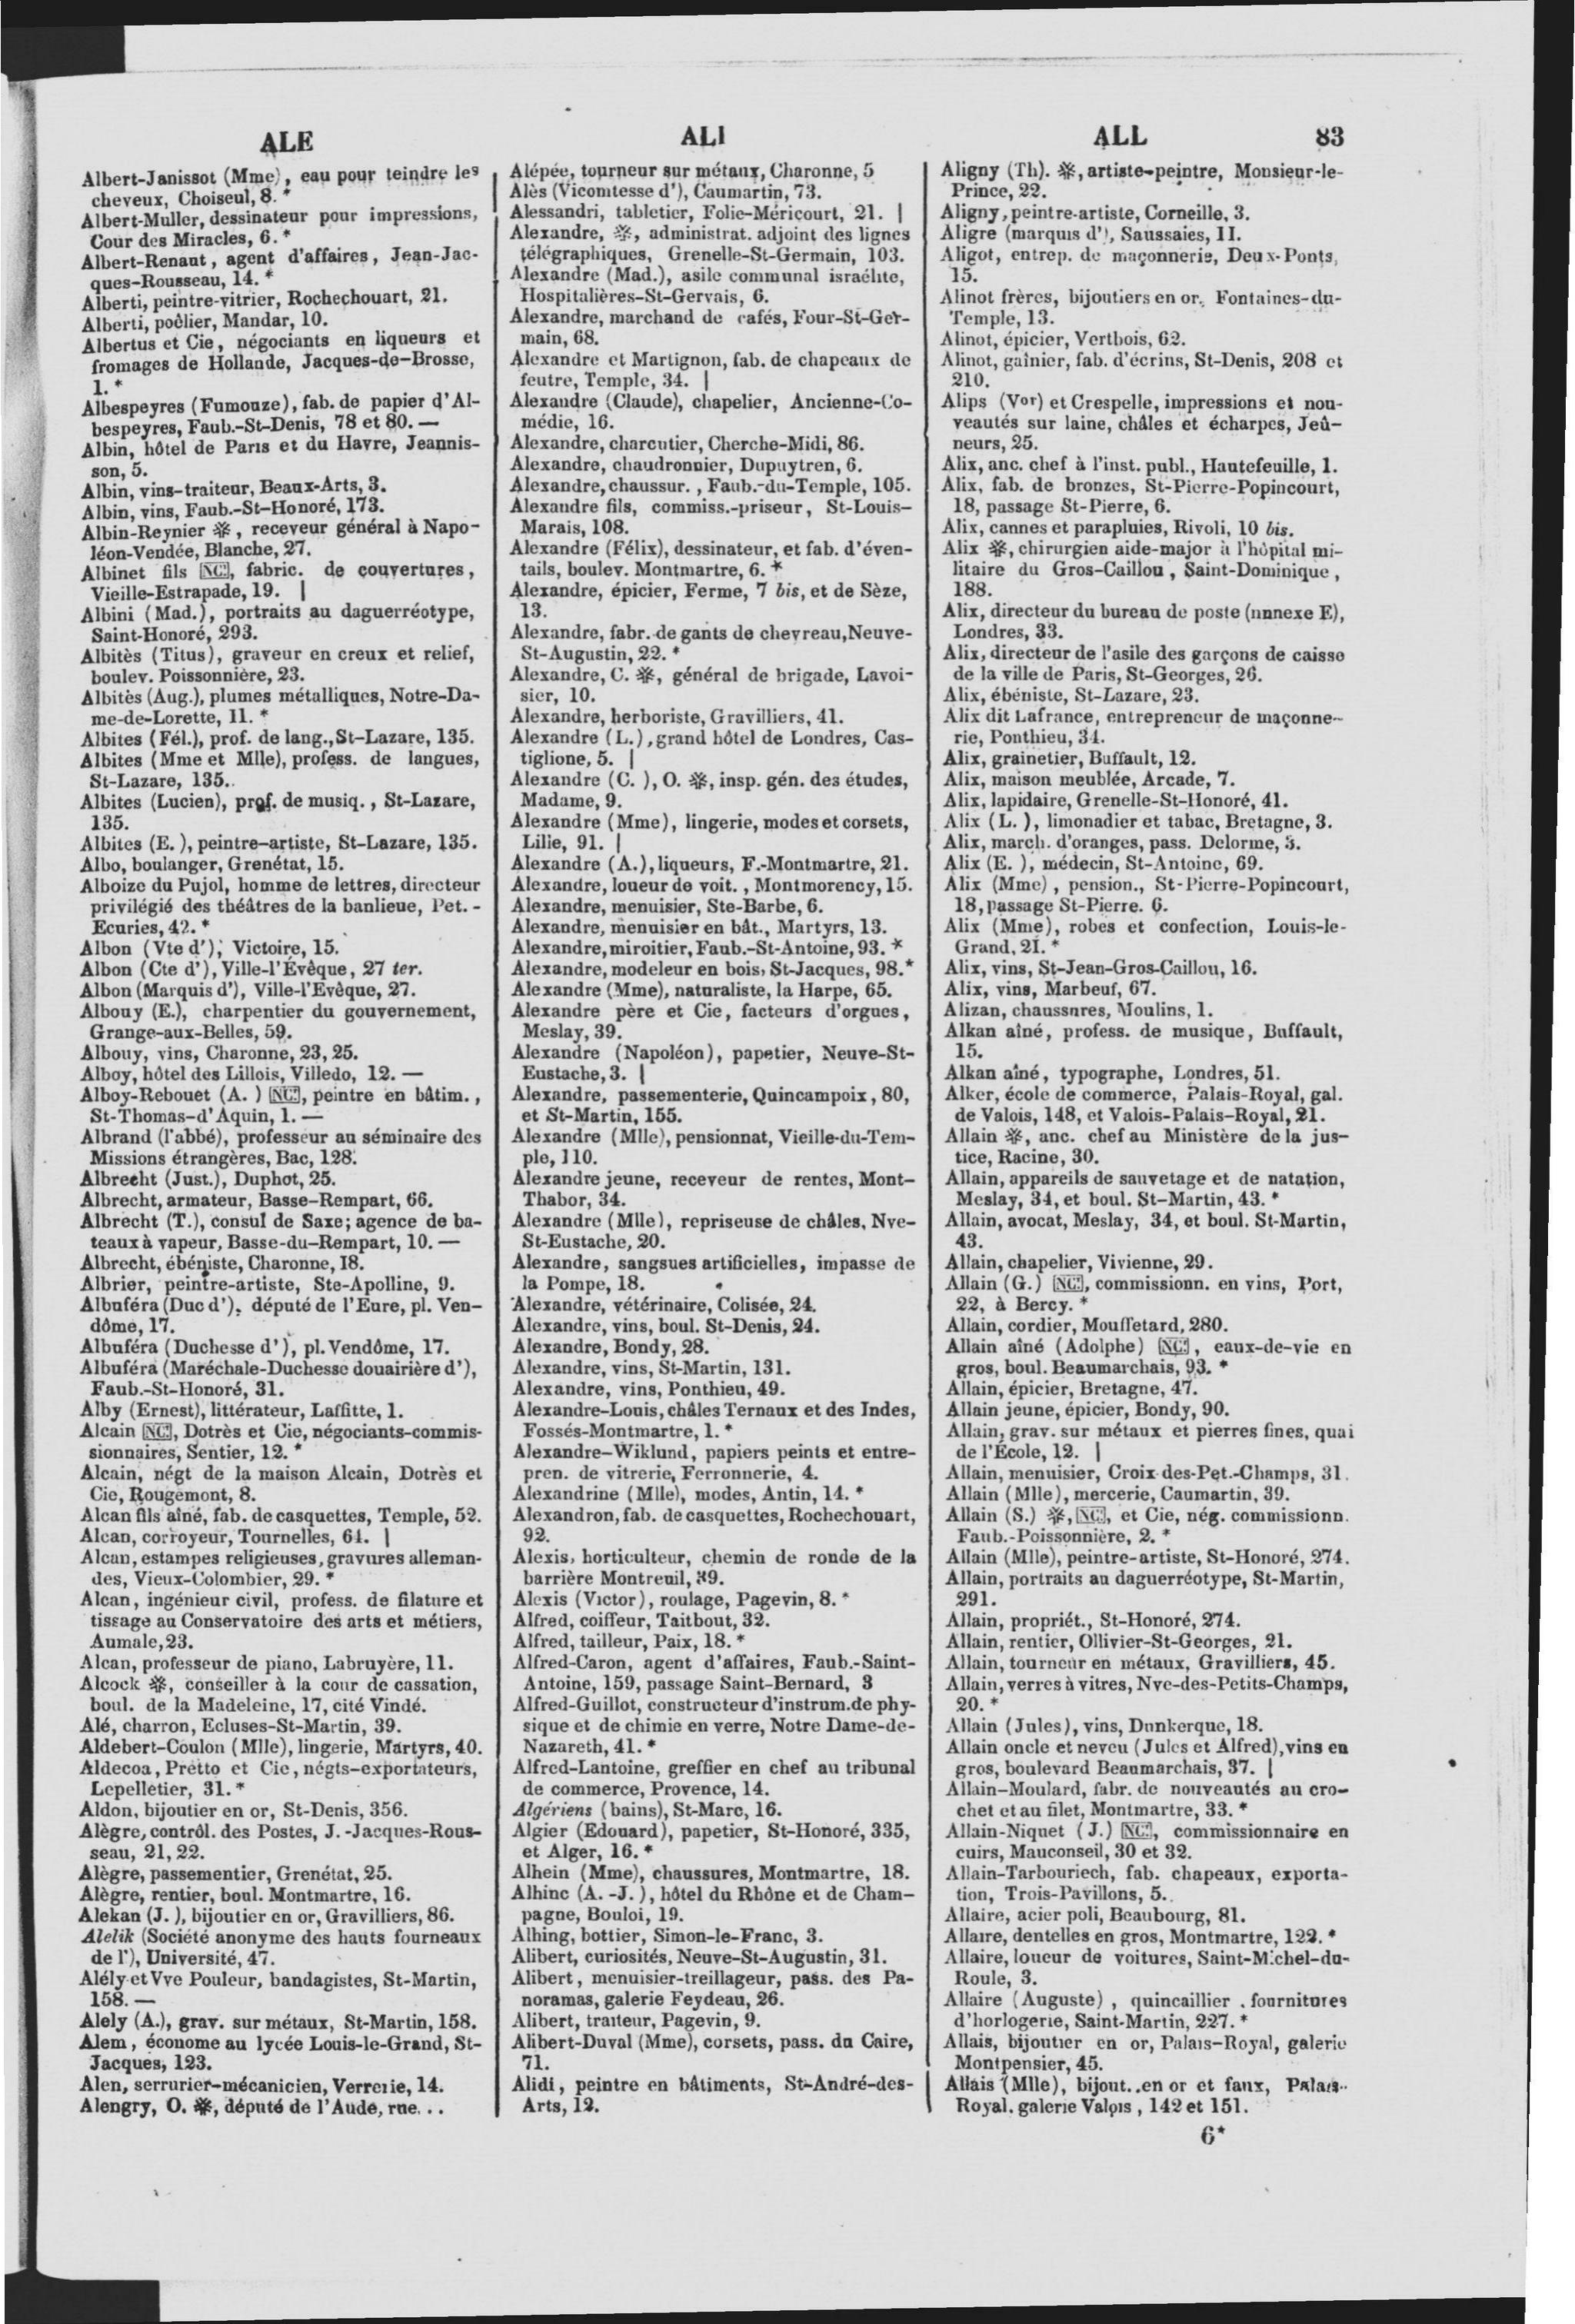 ALE
Albert-Janissot (Mme), eau pour teindre les
cheveux, Choiseul, 8. *
Albert-Muller, dessinateur pour impressions,
Cour des Miracles, 6. *
Albert-Renaut, agent d'affaires, Jean-Jac-
ques-Rousseau, 14. *
Alberti, peintre-vitrier, Rochechouart, 21.
Alberti, poêlier, Mandar, 10.
Albertus et Cie, négociants en liqueurs et
fromages de Hollande, Jacques-de-Brosse,
1. *
Albespeyres (Fumouze), fab. de papier d'Al-
bespeyres, Faub.-St-Denis, 78 et 80. —
Albin, hôtel de Paris et du Havre, Jeannis-
son, 5.
Albin, vins-traiteur, Beaux-Arts, 3.
Albin, vins, Faub.-St-Honoré, 173.
Albin-Reynier ❋, receveur général à Napo-
léon-Vendée, Blanche, 27.
Albinet fils [NC], fabric. de couvertures,
Vieille-Estrapade, 19. |
Albini (Mad.), portraits au daguerréotype,
Saint-Honoré, 293.
Albitès (Titus), graveur en creux et relief,
boulev. Poissonnière, 23.
Albitès (Aug.), plumes métalliques, Notre-Da-
me-de-Lorette, 11. *
Albites (Fél.), prof. de lang., St-Lazare, 135.
Albites (Mme et Mlle), profess. de langues,
St-Lazare, 135.
Albites (Lucien), prof. de musiq., St-Lazare,
135.
Albites (E.), peintre-artiste, St-Lazare, 135.
Albo, boulanger, Grenétat, 15.
Alboize du Pujol, homme de lettres, directeur
privilégié des théâtres de la banlieue, Pet.-
Ecuries, 42. *
Albon (Vte d'), Victoire, 15.
Albon (Cte d'), Ville-l'Évêque, 27 ter.
Albon (Marquis d'), Ville-l'Evêque, 27.
Albouy (E.), charpentier du gouvernement,
Grange-aux-Belles, 59.
Albouy, vins, Charonne, 23, 25.
Alboy, hôtel des Lillois, Villedo, 12. —
Alboy-Rebouet (A.) [NC], peintre en bâtim.,
St-Thomas-d'Aquin, 1. —
Albrand (l'abbé), professeur au séminaire des
Missions étrangères, Bac, 128.
Albrecht (Just.), Duphot, 25.
Albrecht, armateur, Basse-Rempart, 66.
Albrecht (T.), consul de Saxe; agence de ba-
teaux à vapeur, Basse-du-Rempart, 10. —
Albrecht, ébéniste, Charonne, 18.
Albrier, peintre-artiste, Ste-Apolline, 9.
Albuféra (Duc d'), député de l'Eure, pl. Ven-
dôme, 17.
Albuféra (Duchesse d'), pl. Vendôme, 17.
Albuféra (Maréchale-Duchesse douairière d'),
Faub.-St-Honoré, 31.
Alby (Ernest), littérateur, Laffitte, 1.
Alcain [NC], Dotrès et Cie, négociants-commis-
sionnaires, Sentier, 12. *
Alcain, négt de la maison Alcain, Dotrès et
Cie, Rougemont, 8.
Alcan fils aîné, fab. de casquettes, Temple, 52.
Alcan, corroyeur, Tournelles, 64. |
Alcan, estampes religieuses, gravures alleman-
des, Vieux-Colombier, 29. *
Alcan, ingénieur civil, profess. de filature et
tissage au Conservatoire des arts et métiers,
Aumale, 23.
Alcan, professeur de piano, Labruyère, 11.
Alcock ❋, conseiller à la cour de cassation,
boul. de la Madeleine, 17, cité Vindé.
Alé, charron, Ecluses-St-Martin, 39.
Aldebert-Coulon (Mlle), lingerie, Martyrs, 40.
Aldecoa, Pretto et Cie, négts-exportateurs,
Lepelletier, 31. *
Aldon, bijoutier en or, St-Denis, 356.
Alègre, contrôl. des Postes, J.-Jacques-Rous-
seau, 21, 22.
Alègre, passementier, Grenétat, 25.
Alègre, rentier, boul. Montmartre, 16.
Alekan (J.), bijoutier en or, Gravilliers, 86.
Alelik (Société anonyme des hauts fourneaux
de l'), Université, 47.
Alély et Vve Pouleur, bandagistes, St-Martin,
158. —
Alely (A.), grav. sur métaux, St-Martin, 158.
Alem, économe au lycée Louis-le-Grand, St-
Jacques, 123.
Alen, serrurier-mécanicien, Verrerie, 14.
Alengry, O. ❋, député de l'Aude, rue...
ALI
Alépée, tourneur sur métaux, Charonne, 5
Alès (Vicomtesse d'), Caumartin, 73.
Alessandri, tabletier, Folie-Méricourt, 21. |
Alexandre, ❋, administrat. adjoint des lignes
télégraphiques, Grenelle-St-Germain, 103.
Alexandre (Mad.), asile communal israélite,
Hospitalières-St-Gervais, 6.
Alexandre, marchand de cafés, Four-St-Ger-
main, 68.
Alexandre et Martignon, fab. de chapeaux de
feutre, Temple, 34. |
Alexandre (Claude), chapelier, Ancienne-Co-
médie, 16.
Alexandre, charcutier, Cherche-Midi, 86.
Alexandre, chaudronnier, Dupuytren, 6.
Alexandre, chaussur., Faub.-du-Temple, 105.
Alexandre fils, commiss.-priseur, St-Louis-
Marais, 108.
Alexandre (Félix), dessinateur, et fab. d'éven-
tails, boulev. Montmartre, 6. *
Alexandre, épicier, Ferme, 7 bis, et de Sèze,
13.
Alexandre, fabr. de gants de chevreau, Neuve-
St-Augustin, 22. *
Alexandre, C. ❋, général de brigade, Lavoi-
sier, 10.
Alexandre, herboriste, Gravilliers, 41.
Alexandre (L.), grand hôtel de Londres, Cas-
tiglione, 5. |
Alexandre (C.), O. ❋, insp. gén. des études,
Madame, 9.
Alexandre (Mme), lingerie, modes et corsets,
Lille, 91. |
Alexandre (A.), liqueurs, F.-Montmartre, 21.
Alexandre, loueur de voit., Montmorency, 15.
Alexandre, menuisier, Ste-Barbe, 6.
Alexandre, menuisier en bât., Martyrs, 13.
Alexandre, miroitier, Faub.-St-Antoine, 93. *
Alexandre, modeleur en bois, St-Jacques, 98. *
Alexandre (Mme), naturaliste, la Harpe, 65.
Alexandre père et Cie, facteurs d'orgues,
Meslay, 39.
Alexandre (Napoléon), papetier, Neuve-St-
Eustache, 3. |
Alexandre, passementerie, Quincampoix, 80,
et St-Martin, 155.
Alexandre (Mlle), pensionnat, Vieille-du-Tem-
ple, 110.
Alexandre jeune, receveur de rentes, Mont-
Thabor, 34.
Alexandre (Mlle), repriseuse de châles, Nve-
St-Eustache, 20.
Alexandre, sangsues artificielles, impasse de
la Pompe, 18.
Alexandre, vétérinaire, Colisée, 24.
Alexandre, vins, boul. St-Denis, 24.
Alexandre, Bondy, 28.
Alexandre, vins, St-Martin, 131.
Alexandre, vins, Ponthieu, 49.
Alexandre-Louis, châles Ternaux et des Indes,
Fossés-Montmartre, 1. *
Alexandre-Wiklund, papiers peints et entre-
pren. de vitrerie, Ferronnerie, 4.
Alexandrine (Mlle), modes, Antin, 14. *
Alexandron, fab. de casquettes, Rochechouart,
92.
Alexis, horticulteur, chemin de ronde de la
barrière Montreuil, 89.
Alexis (Victor), roulage, Pagevin, 8. *
Alfred, coiffeur, Taitbout, 32.
Alfred, tailleur, Paix, 18. *
Alfred-Caron, agent d'affaires, Faub.-Saint-
Antoine, 159, passage Saint-Bernard, 3
Alfred-Guillot, constructeur d'instrum. de phy-
sique et de chimie en verre, Notre Dame-de-
Nazareth, 41. *
Alfred-Lantoine, greffier en chef au tribunal
de commerce, Provence, 14.
Algériens (bains), St-Marc, 16.
Algier (Edouard), papetier, St-Honoré, 335,
et Alger, 16. *
Alhein (Mme), chaussures, Montmartre, 18.
Alhinc (A.-J.), hôtel du Rhône et de Cham-
pagne, Bouloi, 19.
Alhing, bottier, Simon-le-Franc, 3.
Alibert, curiosités, Neuve-St-Augustin, 31.
Alibert, menuisier-treillageur, pass. des Pa-
noramas, galerie Feydeau, 26.
Alibert, traiteur, Pagevin, 9.
Alibert-Duval (Mme), corsets, pass. du Caire,
71.
Alidi, peintre en bâtiments, St-André-des-
Arts, 12.
ALL 83
Aligny (Th). ❋, artiste-peintre, Monsieur-le-
Prince, 22.
Aligny, peintre-artiste, Corneille, 3.
Aligre (marquis d'), Saussaies, 11.
Aligot, entrep. de maçonnerie, Deux-Ponts,
15.
Alinot frères, bijoutiers en or, Fontaines-du-
Temple, 13.
Alinot, épicier, Vertbois, 62.
Alinot, gaînier, fab. d'écrins, St-Denis, 208 et
210.
Alips (Vor) et Crespelle, impressions et nou-
veautés sur laine, châles et écharpes, Jeû-
neurs, 25.
Alix, anc. chef à l'inst. publ., Hautefeuille, 1.
Alix, fab. de bronzes, St-Pierre-Popincourt,
18, passage St-Pierre, 6.
Alix, cannes et parapluies, Rivoli, 10 bis.
Alix ❋, chirurgien aide-major à l'hôpital mi-
litaire du Gros-Caillou, Saint-Dominique,
188.
Alix, directeur du bureau de poste (annexe E),
Londres, 33.
Alix, directeur de l'asile des garçons de caisse
de la ville de Paris, St-Georges, 26.
Alix, ébéniste, St-Lazare, 23.
Alix dit Lafrance, entrepreneur de maçonne-
rie, Ponthieu, 34.
Alix, grainetier, Buffault, 12.
Alix, maison meublée, Arcade, 7.
Alix, lapidaire, Grenelle-St-Honoré, 41.
Alix (L.), limonadier et tabac, Bretagne, 3.
Alix, march. d'oranges, pass. Delorme, 3.
Alix (E.), médecin, St-Antoine, 69.
Alix (Mme), pension., St-Pierre-Popincourt,
18, passage St-Pierre. 6.
Alix (Mme), robes et confection, Louis-le-
Grand, 21. *
Alix, vins, St-Jean-Gros-Caillou, 16.
Alix, vins, Marbeuf, 67.
Alizan, chaussures, Moulins, 1.
Alkan aîné, profess. de musique, Buffault,
15.
Alkan aîné, typographe, Londres, 51.
Alker, école de commerce, Palais-Royal, gal.
de Valois, 148, et Valois-Palais-Royal, 21.
Allain ❋, anc. chef au Ministère de la jus-
tice, Racine, 30.
Allain, appareils de sauvetage et de natation,
Meslay, 34, et boul. St-Martin, 43. *
Allain, avocat, Meslay, 34, et boul. St-Martin,
43.
Allain, chapelier, Vivienne, 29.
Allain (G.) [NC], commissionn. en vins, Port,
22, à Bercy. *
Allain, cordier, Mouffetard, 280.
Allain aîné (Adolphe) [NC], eaux-de-vie en
gros, boul. Beaumarchais, 93. *
Allain, épicier, Bretagne, 47.
Allain jeune, épicier, Bondy, 90.
Allain, grav. sur métaux et pierres fines, quai
de l'École, 12. |
Allain, menuisier, Croix-des-Pet.-Champs, 31.
Allain (Mlle), mercerie, Caumartin, 39.
Allain (S.) ❋, [NC], et Cie, nég. commissionn.
Faub.-Poissonnière, 2. *
Allain (Mlle), peintre-artiste, St-Honoré, 274.
Allain, portraits au daguerréotype, St-Martin,
291.
Allain, propriét., St-Honoré, 274.
Allain, rentier, Ollivier-St-Georges, 21.
Allain, tourneur en métaux, Gravilliers, 45.
Allain, verres à vitres, Nve-des-Petits-Champs,
20. *
Allain (Jules), vins, Dunkerque, 18.
Allain oncle et neveu (Jules et Alfred), vins en
gros, boulevard Beaumarchais, 37. |
Allain-Moulard, fabr. de nouveautés au cro-
chet et au filet, Montmartre, 33. *
Allain-Niquet (J.) [NC], commissionnaire en
cuirs, Mauconseil, 30 et 32.
Allain-Tarbouriech, fab. chapeaux, exporta-
tion, Trois-Pavillons, 5.
Allaire, acier poli, Beaubourg, 81.
Allaire, dentelles en gros, Montmartre, 122. *
Allaire, loueur de voitures, Saint-Michel-du-
Roule, 3.
Allaire (Auguste), quincaillier, fournitures
d'horlogerie, Saint-Martin, 227. *
Allais, bijoutier en or, Palais-Royal, galerie
Montpensier, 45.
Allais (Mlle), bijout. en or et faux, Palais-
Royal. galerie Valois, 142 et 151.
6*